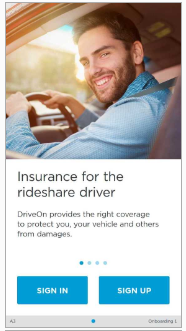 Insurance for the
rideshare driver
DriveOn provides the right coverage
to protect you, your vehicle and others
from damages.
SIGN IN
SIGN UP
A3
Onboarding 1